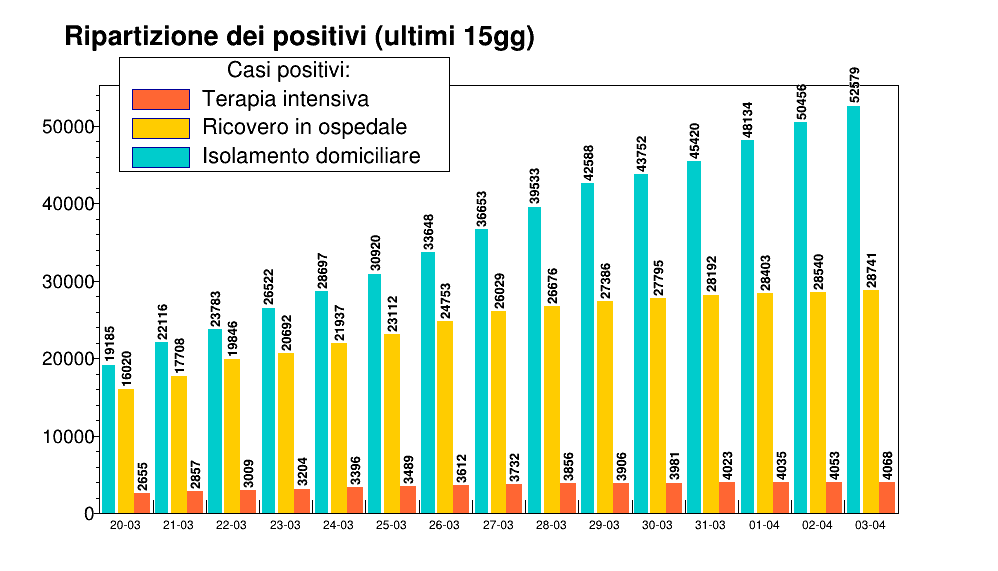 Ripartizione dei positivi (ultimi 15gg)
Casi positivi:
Terapia intensiva
Ricovero in ospedale
Isolamento domiciliare
50000
40000
30000
20000
10000
0
19185 16020 2655
22116 17708 2857
23783 19846 3009
26522 20692 3204
28697 21937 3396
30920 23112 3489
33648 24753 3612
36653 26029 3732
39533 26676 3856
42588 27386 3906
43752 27795 3981
45420 28192 4023
48134 28403 4035
50456 28540 4053
52579 28741 4068
20-03 21-03 22-03 23-03 24-03 25-03 26-03 27-03 28-03 29-03 30-03 31-03 01-04 02-04 03-04